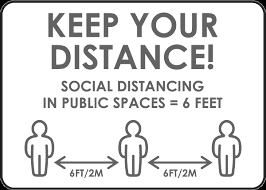 KEEP YOUR
DISTANCE!
SOCIAL DISTANCING
IN PUBLIC SPACES = 6 FEET
6FT/2M 6FT/2M